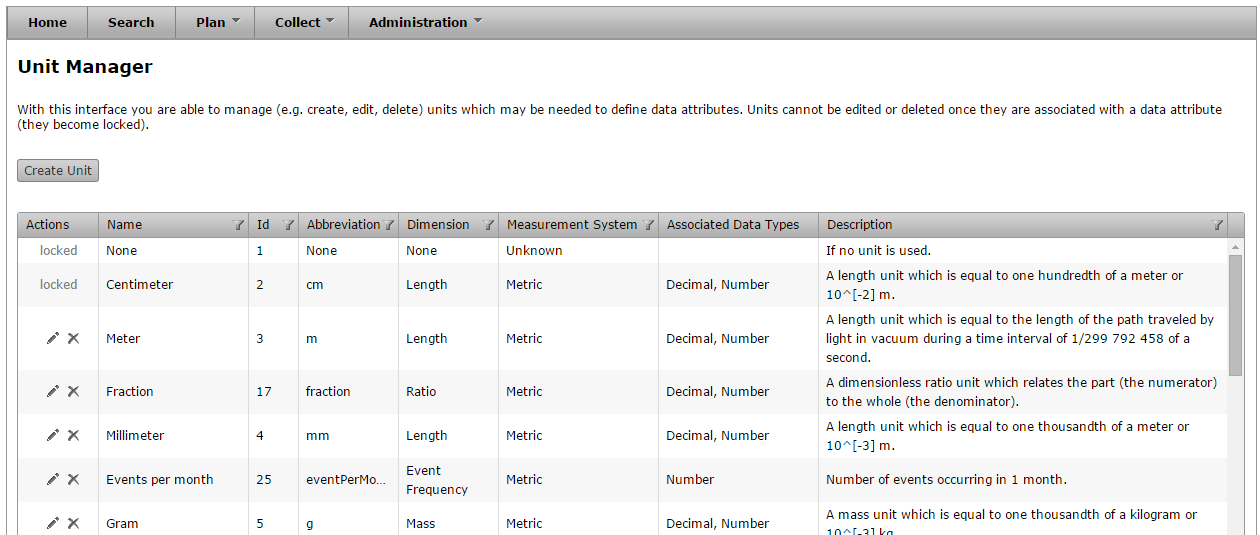 Home Search Plan Collect Administration
Unit Manager
With this interface you are able to manage (e.g. create, edit, delete) units which may be needed to define data attributes. Units cannot be edited or deleted once they are associated with a data attribute
(they become locked).
Create Unit
Actions Name Id Abbreviation Dimension Measurement System Associated Data Types Description
locked None 1 None None Unknown If no unit is used.
locked Centimeter 2 cm Length Metric Decimal, Number A length unit which is equal to one hundredth of a meter or
10^[-2] m.
Meter 3 m Length Metric Decimal, Number A length unit which is equal to the length of the path traveled by
light in vacuum during a time interval of 1/299 792 458 of a
second.
Fraction 17 fraction Ratio Metric Decimal, Number A dimensionless ratio unit which relates the part (the numerator)
to the whole (the denominator).
Millimeter 4 mm Length Metric Decimal, Number A length unit which is equal to one thousandth of a meter or
10^[-3] m.
Events per month 25 eventPerMo... Event
Frequency Metric Number Number of events occurring in 1 month.
Gram 5 g Mass Metric Decimal, Number A mass unit which is equal to one thousandth of a kilogram or
10^[-3] kg